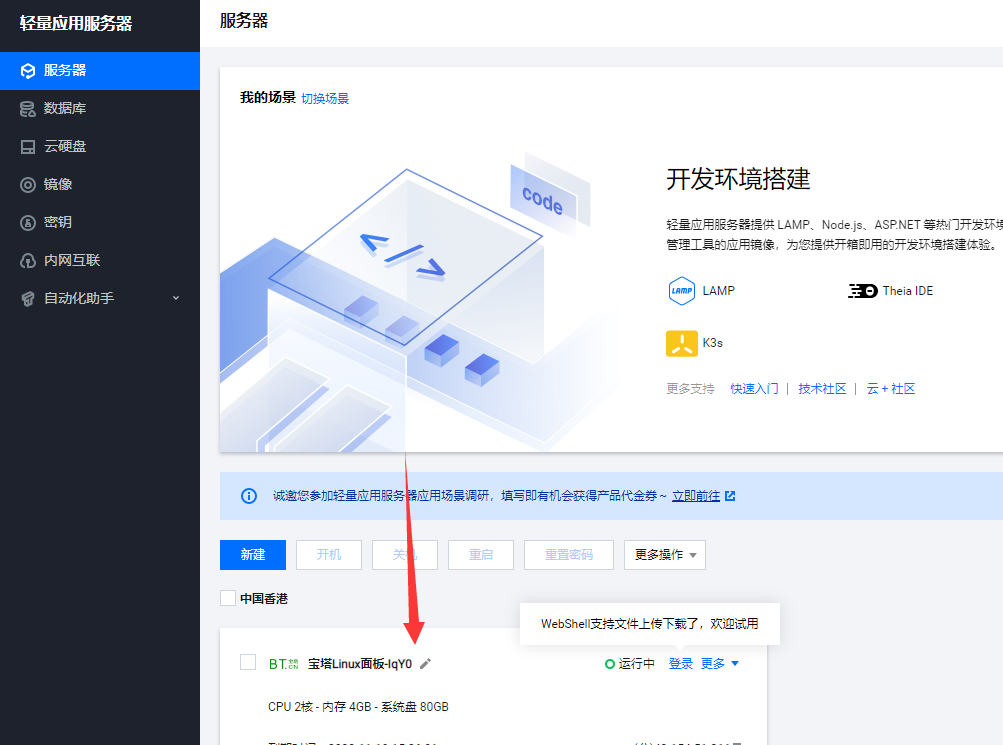 轻量应用服务器
服务器
服务器
数据库
云硬盘
镜像
密钥
内网互联
自动化助手
我的场景 切换场景
code
</>
开发环境搭建
轻量应用服务器提供 LAMP、Node.js、ASP.NET 等热门开发环
管理工具的应用镜像，为您提供开箱即用的开发环境搭建体验。
LAMP LAMP
Theia IDE
K3s
更多支持 快速入门 | 技术社区 | 云 + 社区
诚邀您参加轻量应用服务器应用场景调研，填写即有机会获得产品代金券～ 立即前往
新建 开机 关机 重启 重置密码 更多操作
中国香港
WebShell支持文件上传下载了，欢迎试用
BT.CN 宝塔Linux面板-IqY0
运行中 登录 更多
CPU 2核 - 内存 4GB - 系统盘 80GB